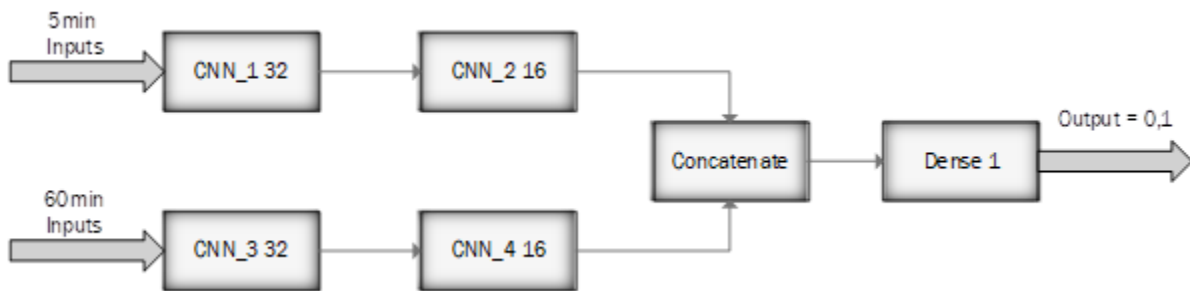 5min
Inputs
CNN_1 32
CNN_2 16
Concatenate
Dense 1
Output = 0,1
60min
Inputs
CNN_3 32
CNN_4 16